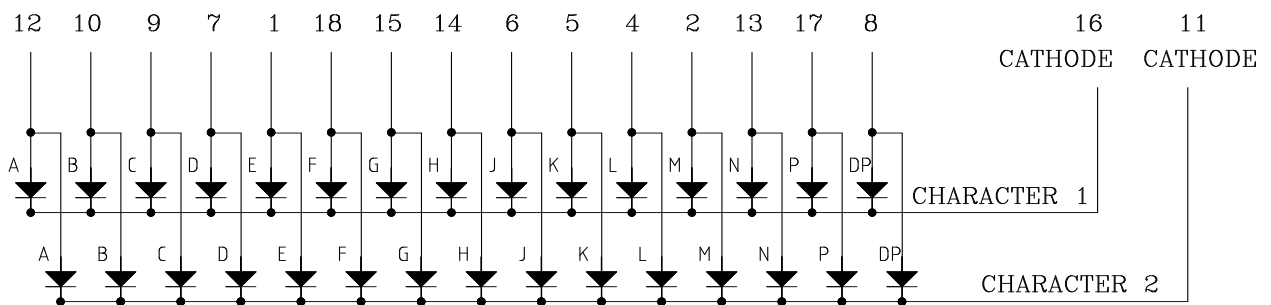 12 10 9 7 1 18 15 14 6 5 4 2 13 17 8 16 11
CATHODE CATHODE
A B C D E F G H J K L M N P DP
CHARACTER 1
A B C D E F G H J K L M N P DP
CHARACTER 2